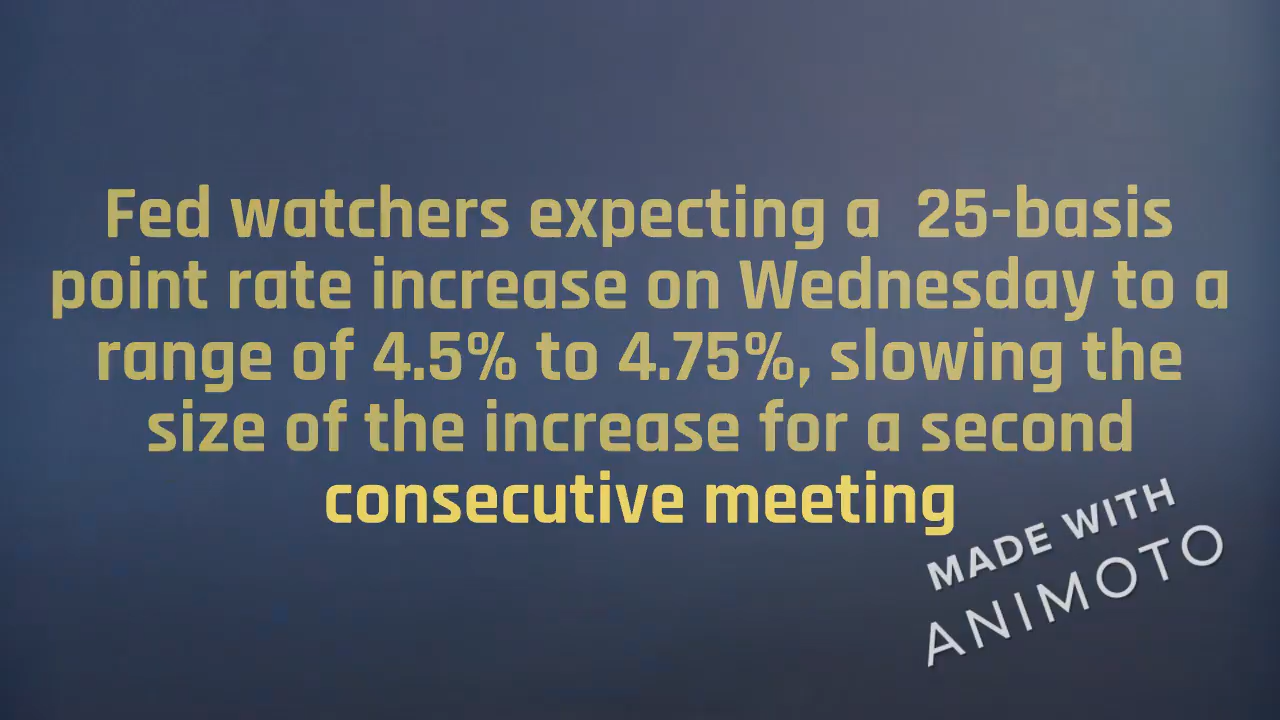 Fed watchers expecting a 25-basis
point rate increase on Wednesday to a
range of 4.5% to 4.75%, slowing the
size of the increase for a second
consecutive meeting
MADE WITH
ANIMOTO